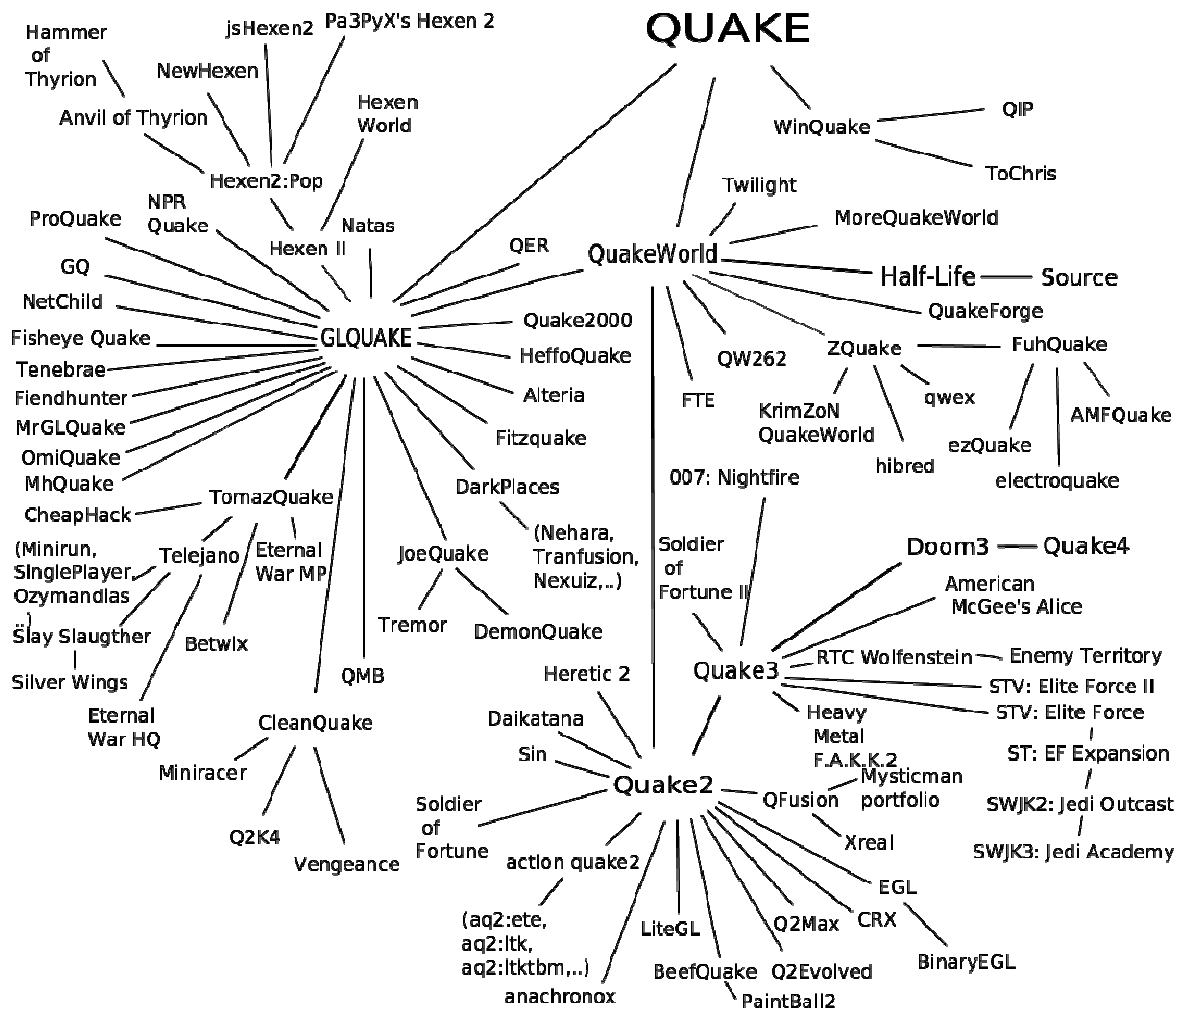 QUAKE
Hammer
of
Thyrion
jsHexen2
Pa3PyX's Hexen 2
NewHexen
Anvil of Thyrion
Hexen
World
WinQuake
QIP
ToChris
Hexen2:Pop
NPR
Quake
ProQuake
Natas
Hexen II
QER
Twilight
MoreQuakeWorld
QuakeWorld
Half-Life
Source
QuakeForge
GQ
NetChild
Fisheye Quake
Tenebrae
Fiendhunter
MrGLQuake
OmiQuake
MhQuake
GLQUAKE
Quake2000
HeffoQuake
Alteria
Fitzquake
DarkPlaces
(Nehara,
Tranfusion,
Nexuiz,..)
QW262
FTE
ZQuake
FuhQuake
KrimZoN
QuakeWorld
hibred
qwex
ezQuake
electroquake
AMFQuake
CheapHack
TomazQuake
(Minirun,
SInglePlayer,
Ozymandias
..)
Telejano
Eternal
War MP
Slay Slaugther
Silver Wings
Betwix
Eternal
War HQ
JoeQuake
Tremor
DemonQuake
QMB
CleanQuake
Miniracer
Q2K4
Vengeance
007: Nightfire
Soldier
of
Fortune II
Doom3
Quake4
American
McGee's Alice
Quake3
RTC Wolfenstein
Enemy Territory
STV: Elite Force II
STV: Elite Force
Heavy
Metal
F.A.K.K.2
ST: EF Expansion
SWJK2: Jedi Outcast
SWJK3: Jedi Academy
Heretic 2
Daikatana
Sin
Quake2
Soldier
of
Fortune
QFusion
Mysticman
portfolio
Xreal
action quake2
(aq2:ete,
aq2:ltk,
aq2:ltktbm,..)
anachronox
LiteGL
BeefQuake
PaintBall2
Q2Evolved
Q2Max
CRX
EGL
BinaryEGL